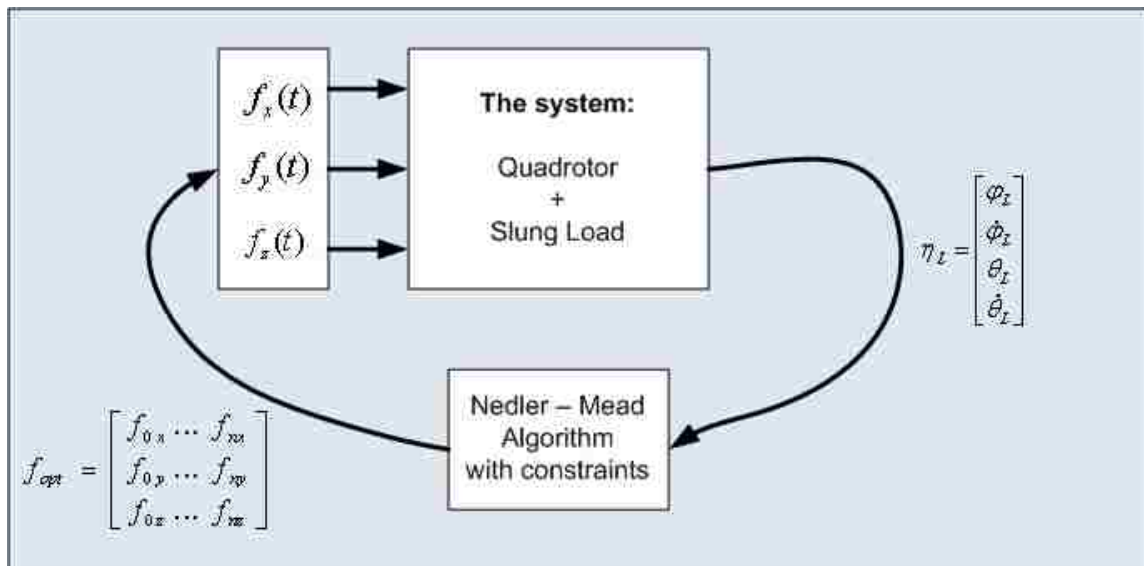 f_x(t)
f_y(t)
f_z(t)
The system:
Quadrotor
+
Slung Load
η_L = [φ_L
φ̇_L
θ_L
θ̇_L]
Nedler – Mead
Algorithm
with constraints
f_opt = [f_0x ... f_nx
f_0y ... f_ny
f_0z ... f_nz]